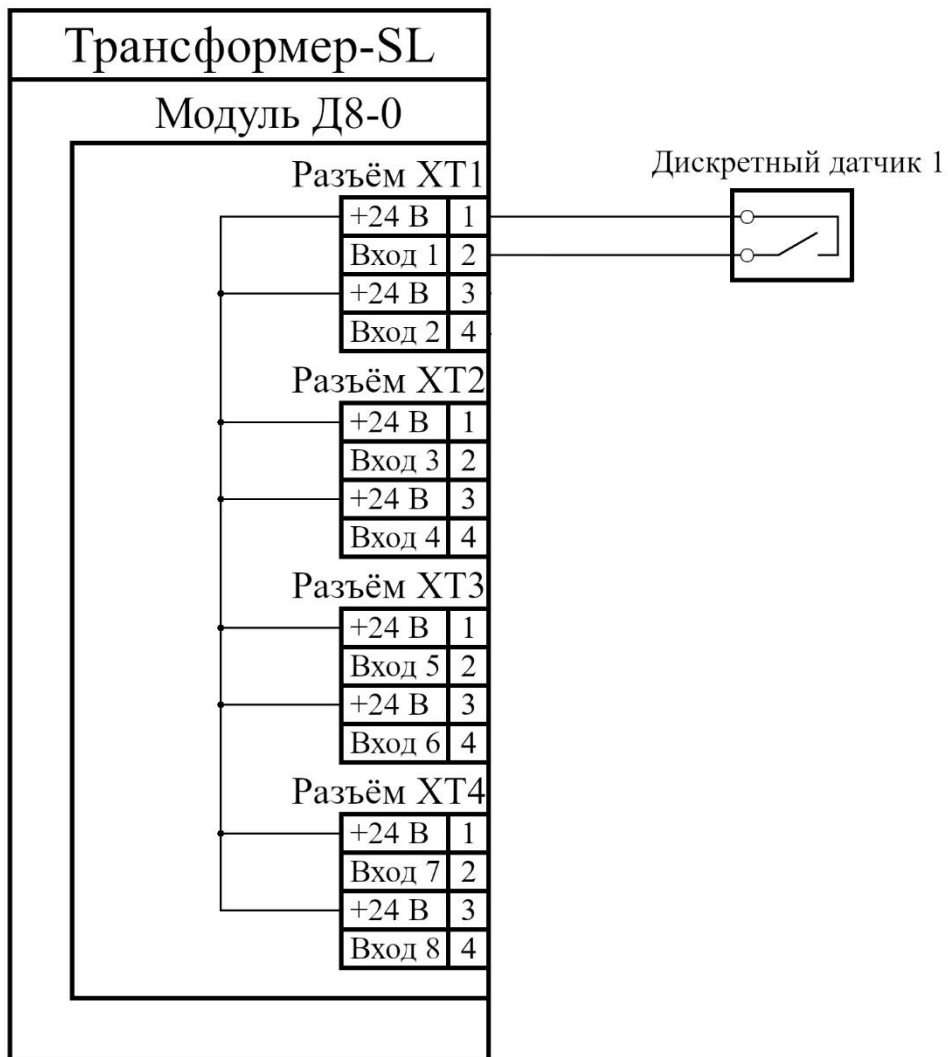 Трансформер-SL
Модуль Д8-0
Дискретный датчик 1
Разъём XT1
+24 В 1
Вход 1 2
+24 В 3
Вход 2 4
Разъём XT2
+24 В 1
Вход 3 2
+24 В 3
Вход 4 4
Разъём XT3
+24 В 1
Вход 5 2
+24 В 3
Вход 6 4
Разъём XT4
+24 В 1
Вход 7 2
+24 В 3
Вход 8 4